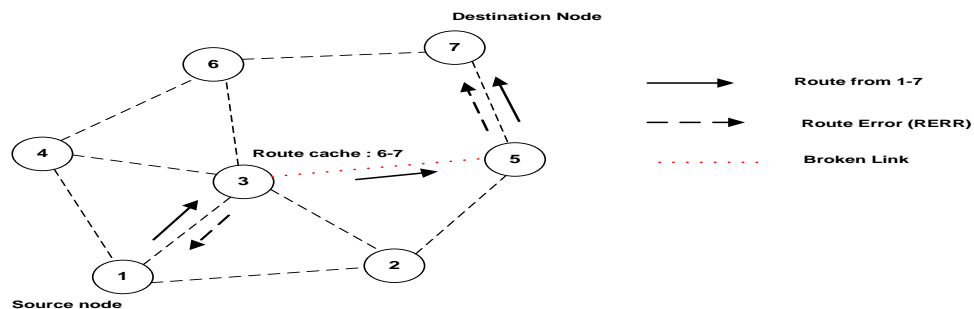 Destination Node
7
6
Route from 1-7
Route Error (RERR)
4
Route cache : 6-7
5
Broken Link
3
1
2
Source node